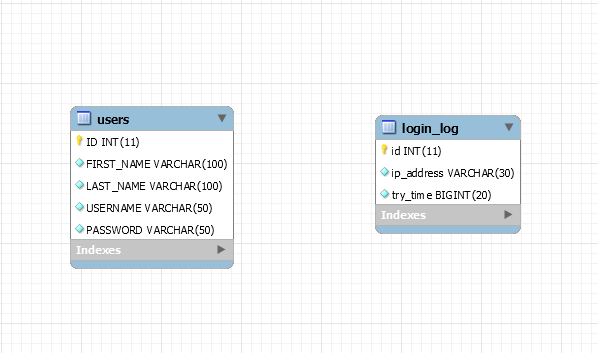 users
ID INT(11)
FIRST_NAME VARCHAR(100)
LAST_NAME VARCHAR(100)
USERNAME VARCHAR(50)
PASSWORD VARCHAR(50)
Indexes
login_log
id INT(11)
ip_address VARCHAR(30)
try_time BIGINT(20)
Indexes